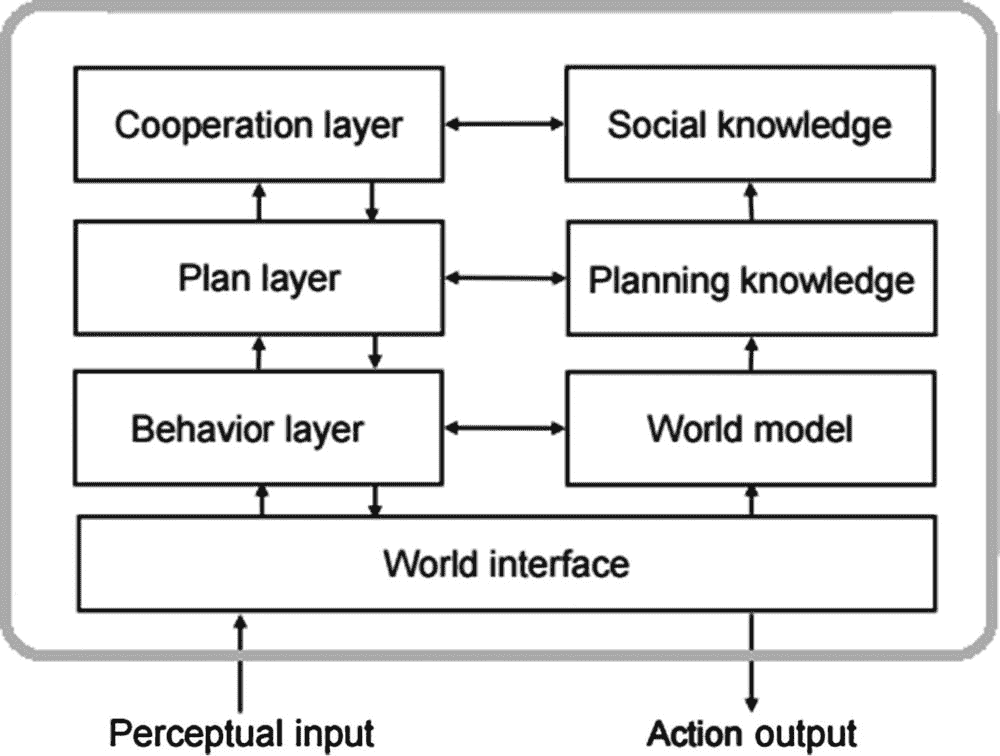 Cooperation layer
Social knowledge
Plan layer
Planning knowledge
Behavior layer
World model
World interface
Perceptual input
Action output